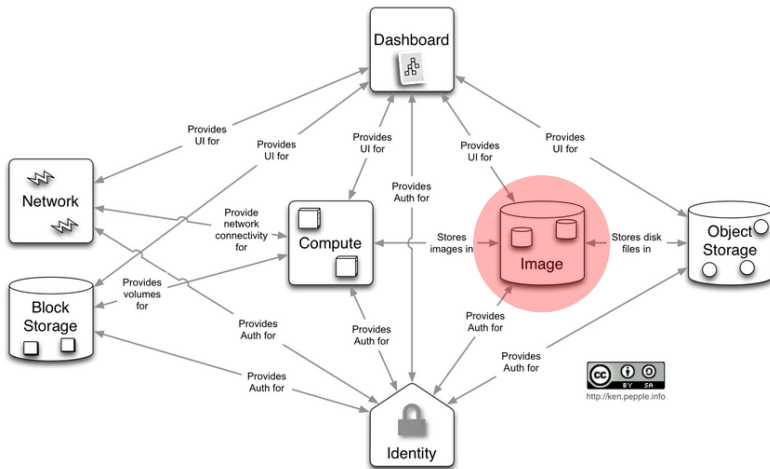 Dashboard
Provides
UI for
Provides
UI for
Provides
UI for
Provides
UI for
Provides
UI for
Provides
Auth for
Network
Provide
network
connectivity
for
Compute
Stores
images in
Image
Stores disk
files in
Object
Storage
Block
Storage
Provides
volumes
for
Provides
Auth for
Provides
Auth for
Provides
Auth for
Provides
Auth for
Provides
Auth for
Identity
cc
BY SA
http://ken.pepple.info